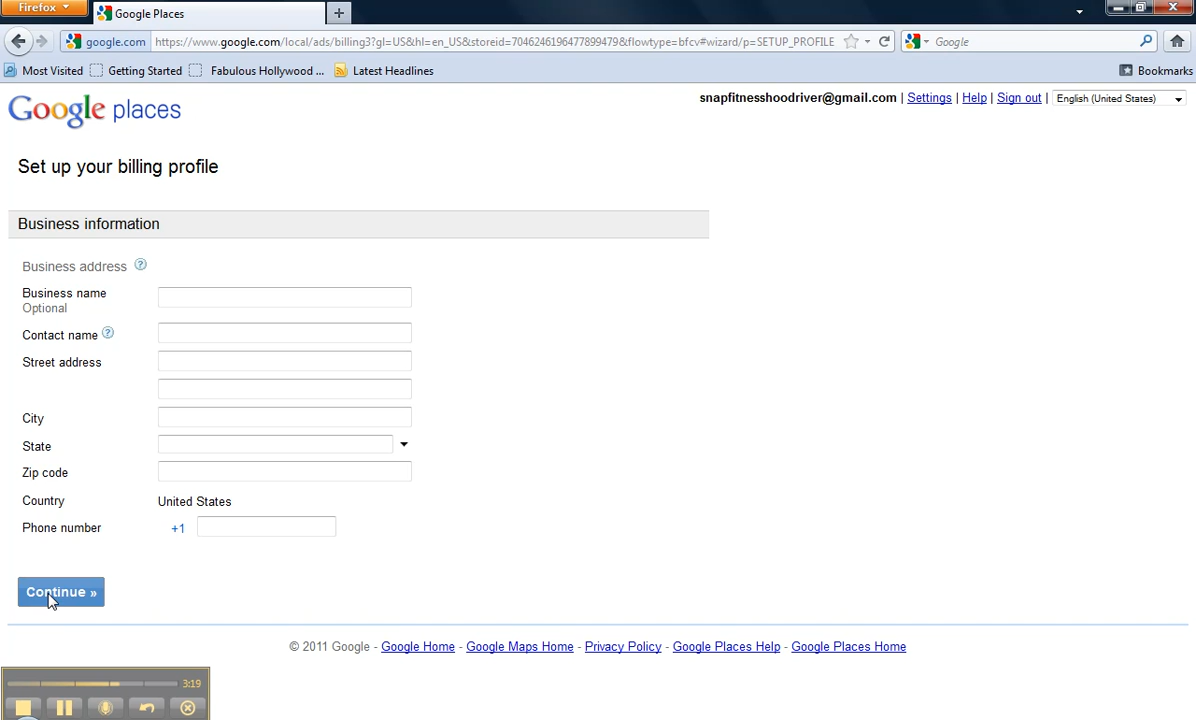 Firefox
Google Places
google.com https://www.google.com/local/ads/billing3?gl=US&hl=en_US&storeid=7046246196477899479&flowtype=bfcv#wizard/p=SETUP_PROFILE Google
Most Visited Getting Started Fabulous Hollywood ... Latest Headlines Bookmarks
snapfitnesshoodriver@gmail.com | Settings | Help | Sign out | English (United States)
Google places
Set up your billing profile
Business information
Business address ?
Business name
Optional
Contact name ?
Street address
City
State
Zip code
Country United States
Phone number +1
Continue »
© 2011 Google - Google Home - Google Maps Home - Privacy Policy - Google Places Help - Google Places Home
3:19